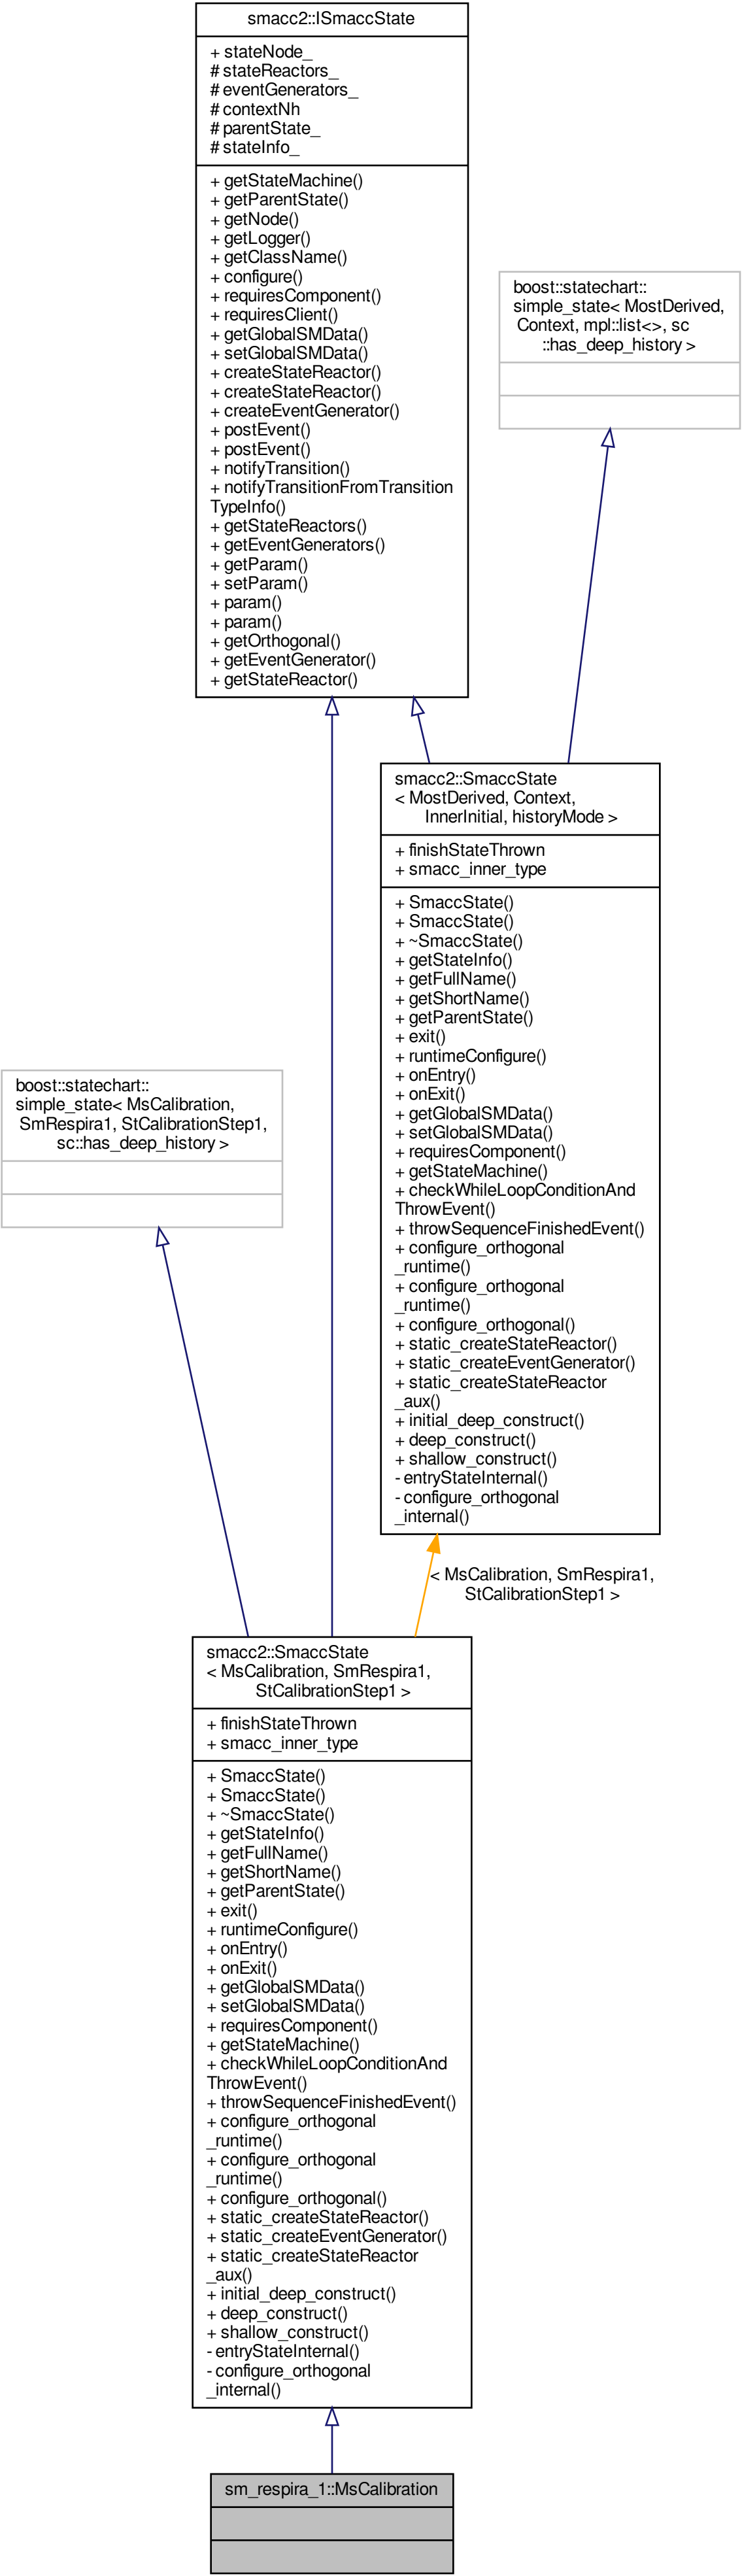 smacc2::ISmaccState
+ stateNode_
# stateReactors_
# eventGenerators_
# contextNh
# parentState_
# stateInfo_
+ getStateMachine()
+ getParentState()
+ getNode()
+ getLogger()
+ getClassName()
+ configure()
+ requiresComponent()
+ requiresClient()
+ getGlobalSMData()
+ setGlobalSMData()
+ createStateReactor()
+ createStateReactor()
+ createEventGenerator()
+ postEvent()
+ postEvent()
+ notifyTransition()
+ notifyTransitionFromTransition
TypeInfo()
+ getStateReactors()
+ getEventGenerators()
+ getParam()
+ setParam()
+ param()
+ param()
+ getOrthogonal()
+ getEventGenerator()
+ getStateReactor()
boost::statechart::
simple_state< MostDerived,
Context, mpl::list<>, sc
::has_deep_history >
smacc2::SmaccState
< MostDerived, Context,
InnerInitial, historyMode >
+ finishStateThrown
+ smacc_inner_type
+ SmaccState()
+ SmaccState()
+ ~SmaccState()
+ getStateInfo()
+ getFullName()
+ getShortName()
+ getParentState()
+ exit()
+ runtimeConfigure()
+ onEntry()
+ onExit()
+ getGlobalSMData()
+ setGlobalSMData()
+ requiresComponent()
+ getStateMachine()
+ checkWhileLoopConditionAnd
ThrowEvent()
+ throwSequenceFinishedEvent()
+ configure_orthogonal
_runtime()
+ configure_orthogonal
_runtime()
+ configure_orthogonal()
+ static_createStateReactor()
+ static_createEventGenerator()
+ static_createStateReactor
_aux()
+ initial_deep_construct()
+ deep_construct()
+ shallow_construct()
- entryStateInternal()
- configure_orthogonal
_internal()
boost::statechart::
simple_state< MsCalibration,
SmRespira1, StCalibrationStep1,
sc::has_deep_history >
< MsCalibration, SmRespira1,
StCalibrationStep1 >
smacc2::SmaccState
< MsCalibration, SmRespira1,
StCalibrationStep1 >
+ finishStateThrown
+ smacc_inner_type
+ SmaccState()
+ SmaccState()
+ ~SmaccState()
+ getStateInfo()
+ getFullName()
+ getShortName()
+ getParentState()
+ exit()
+ runtimeConfigure()
+ onEntry()
+ onExit()
+ getGlobalSMData()
+ setGlobalSMData()
+ requiresComponent()
+ getStateMachine()
+ checkWhileLoopConditionAnd
ThrowEvent()
+ throwSequenceFinishedEvent()
+ configure_orthogonal
_runtime()
+ configure_orthogonal
_runtime()
+ configure_orthogonal()
+ static_createStateReactor()
+ static_createEventGenerator()
+ static_createStateReactor
_aux()
+ initial_deep_construct()
+ deep_construct()
+ shallow_construct()
- entryStateInternal()
- configure_orthogonal
_internal()
sm_respira_1::MsCalibration